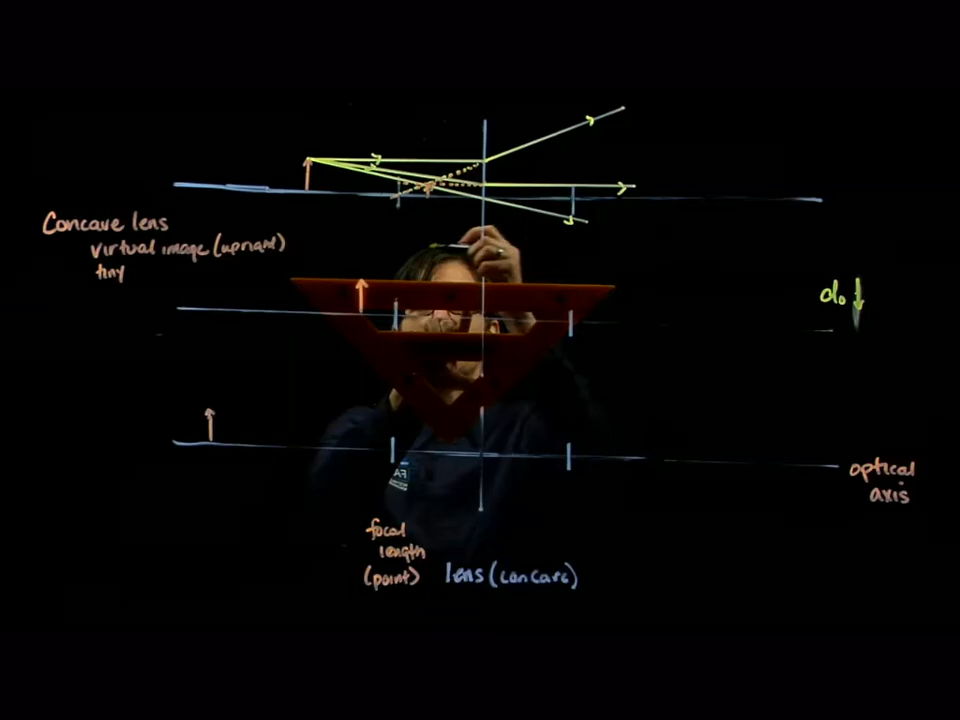 Concave lens
virtual image (upright)
tiny
do ↓
optical
axis
focal
length
(point)
lens (concave)